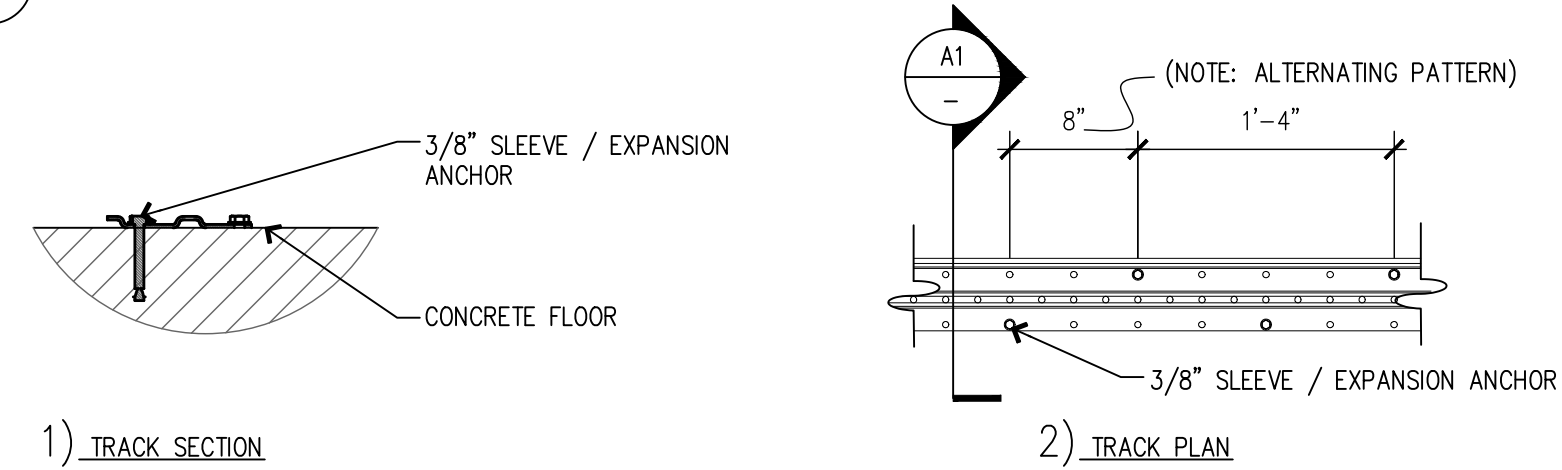 3/8" SLEEVE / EXPANSION
ANCHOR
CONCRETE FLOOR
1) TRACK SECTION
A1
–
(NOTE: ALTERNATING PATTERN)
8"
1'-4"
3/8" SLEEVE / EXPANSION ANCHOR
2) TRACK PLAN